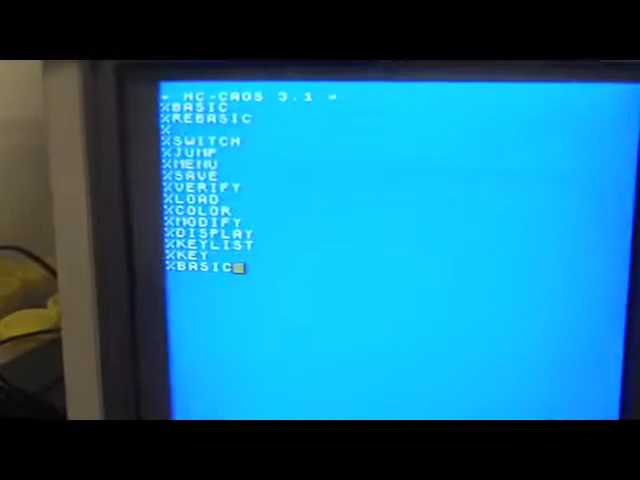 * HC-CAOS 3.1 *
%BASIC
%REBASIC
%
%SWITCH
%JUMP
%MENU
%SAVE
%VERIFY
%LOAD
%COLOR
%MODIFY
%DISPLAY
%KEYLIST
%KEY
%BASIC